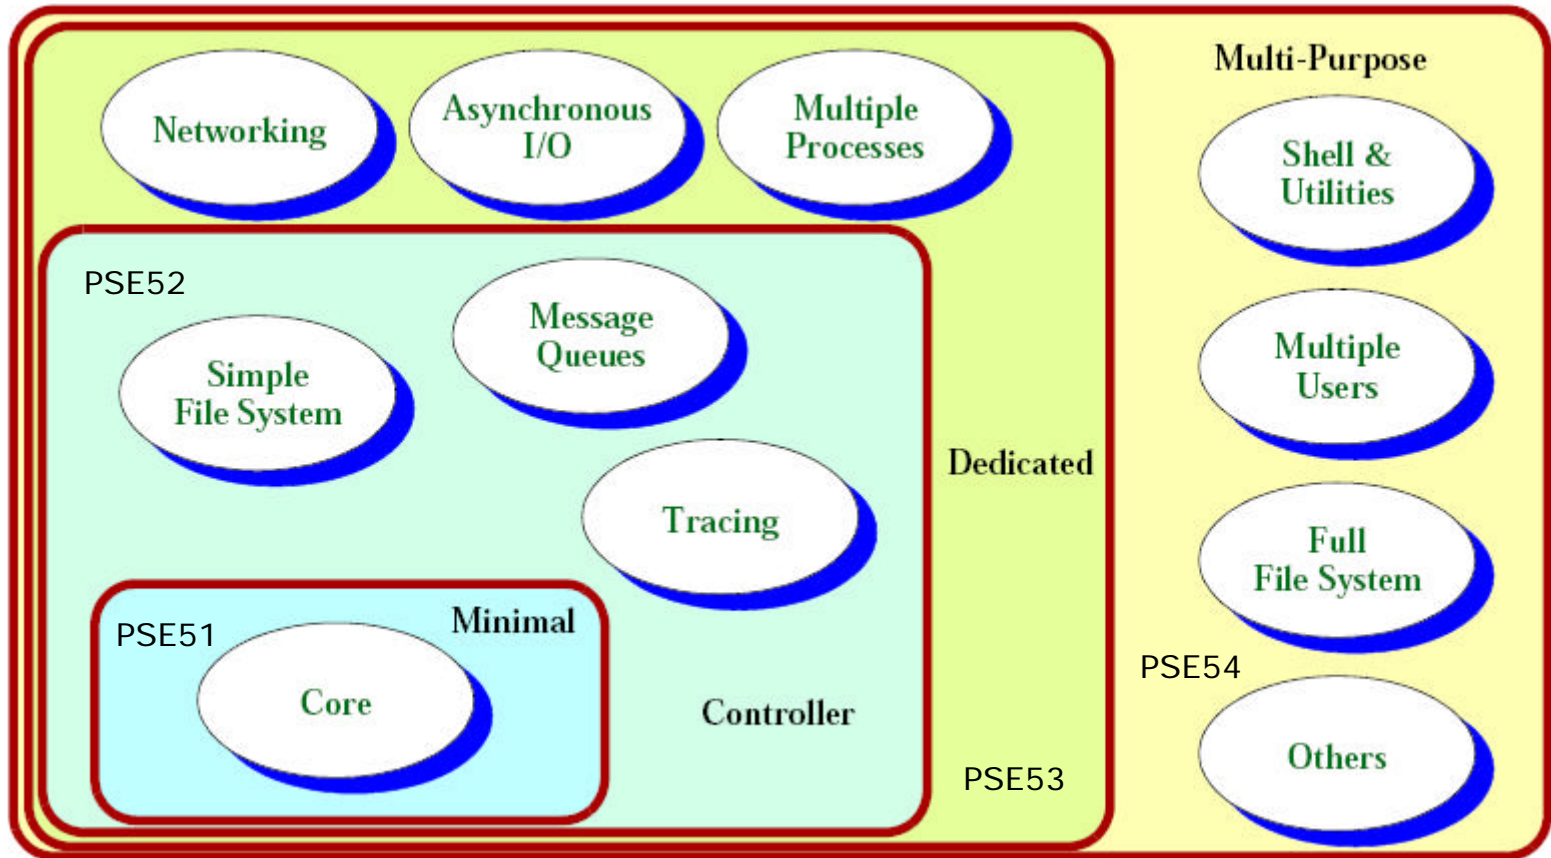 Multi-Purpose
Networking
Asynchronous
I/O
Multiple
Processes
Shell &
Utilities
PSE52
Message
Queues
Simple
File System
Multiple
Users
Dedicated
Tracing
Full
File System
PSE51
Minimal
Core
Controller
PSE54
PSE53
Others